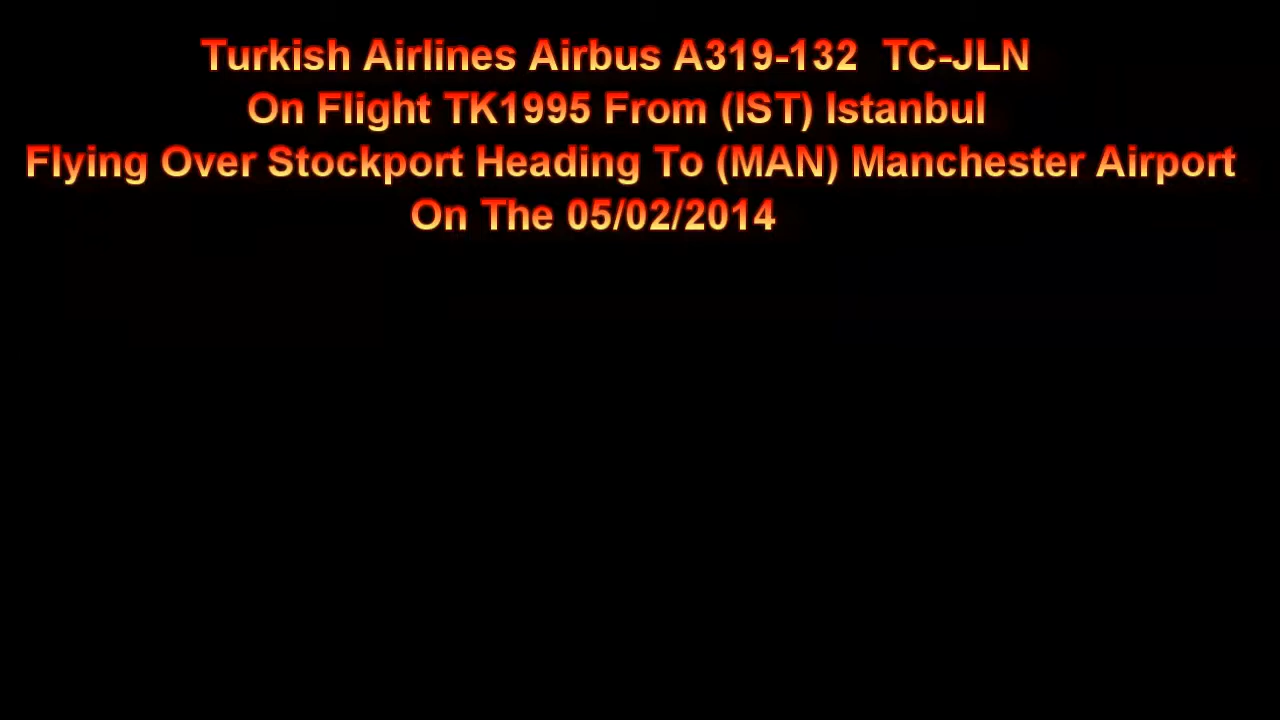 Turkish Airlines Airbus A319-132  TC-JLN
On Flight TK1995 From (IST) Istanbul
Flying Over Stockport Heading To (MAN) Manchester Airport
On The 05/02/2014